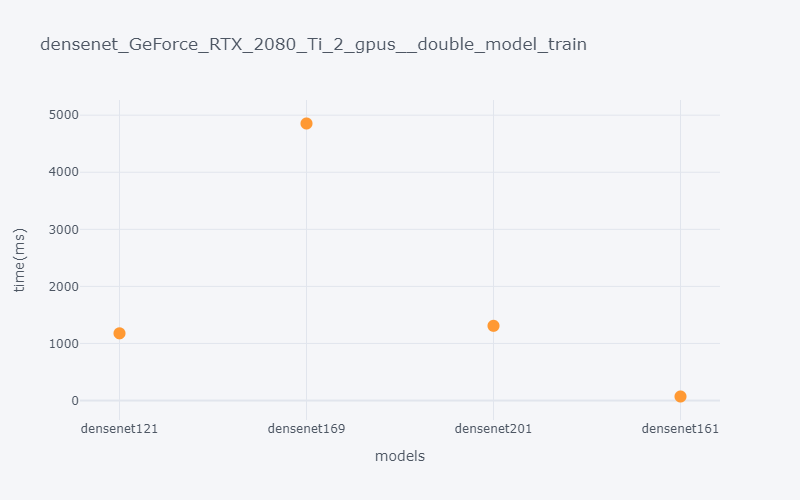 densenet_GeForce_RTX_2080_Ti_2_gpus__double_model_train
5000
4000
3000
2000
1000
0
time(ms)
densenet121
densenet169
densenet201
densenet161
models